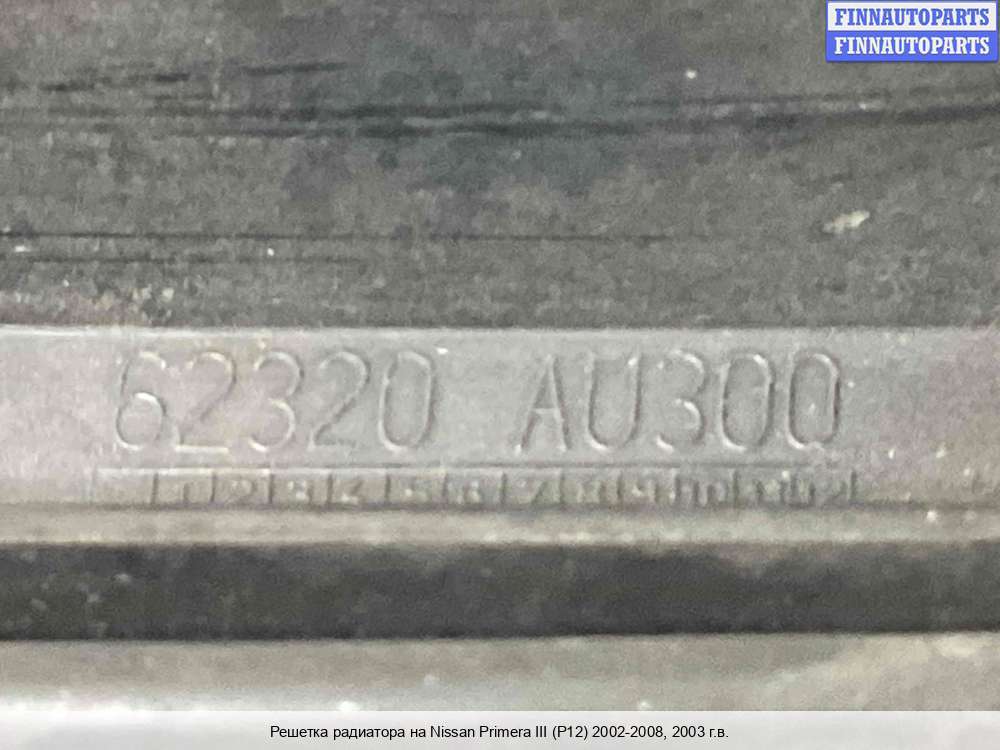 FINNAUTOPARTS
FINNAUTOPARTS
62320 AU300
1 2 3 4 5 6 7 8 9 10 11 12
Решетка радиатора на Nissan Primera III (P12) 2002-2008, 2003 г.в.